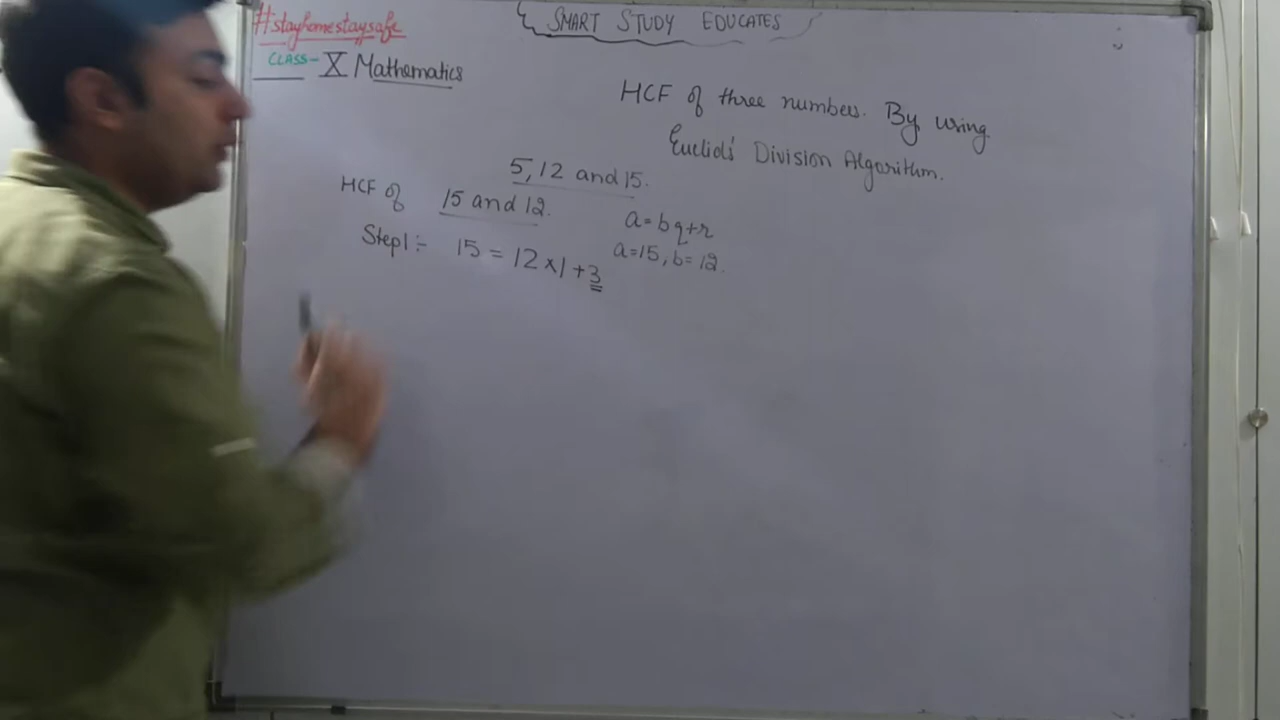 #stayhomestaysafe
SMART STUDY EDUCATES
CLASS- X Mathematics
HCF of three numbers. By using
Euclid's Division Algorithm.
5, 12 and 15.
HCF of 15 and 12.
a=bq+r
Step1:- 15 = 12 ×1 +3
a=15, b= 12.